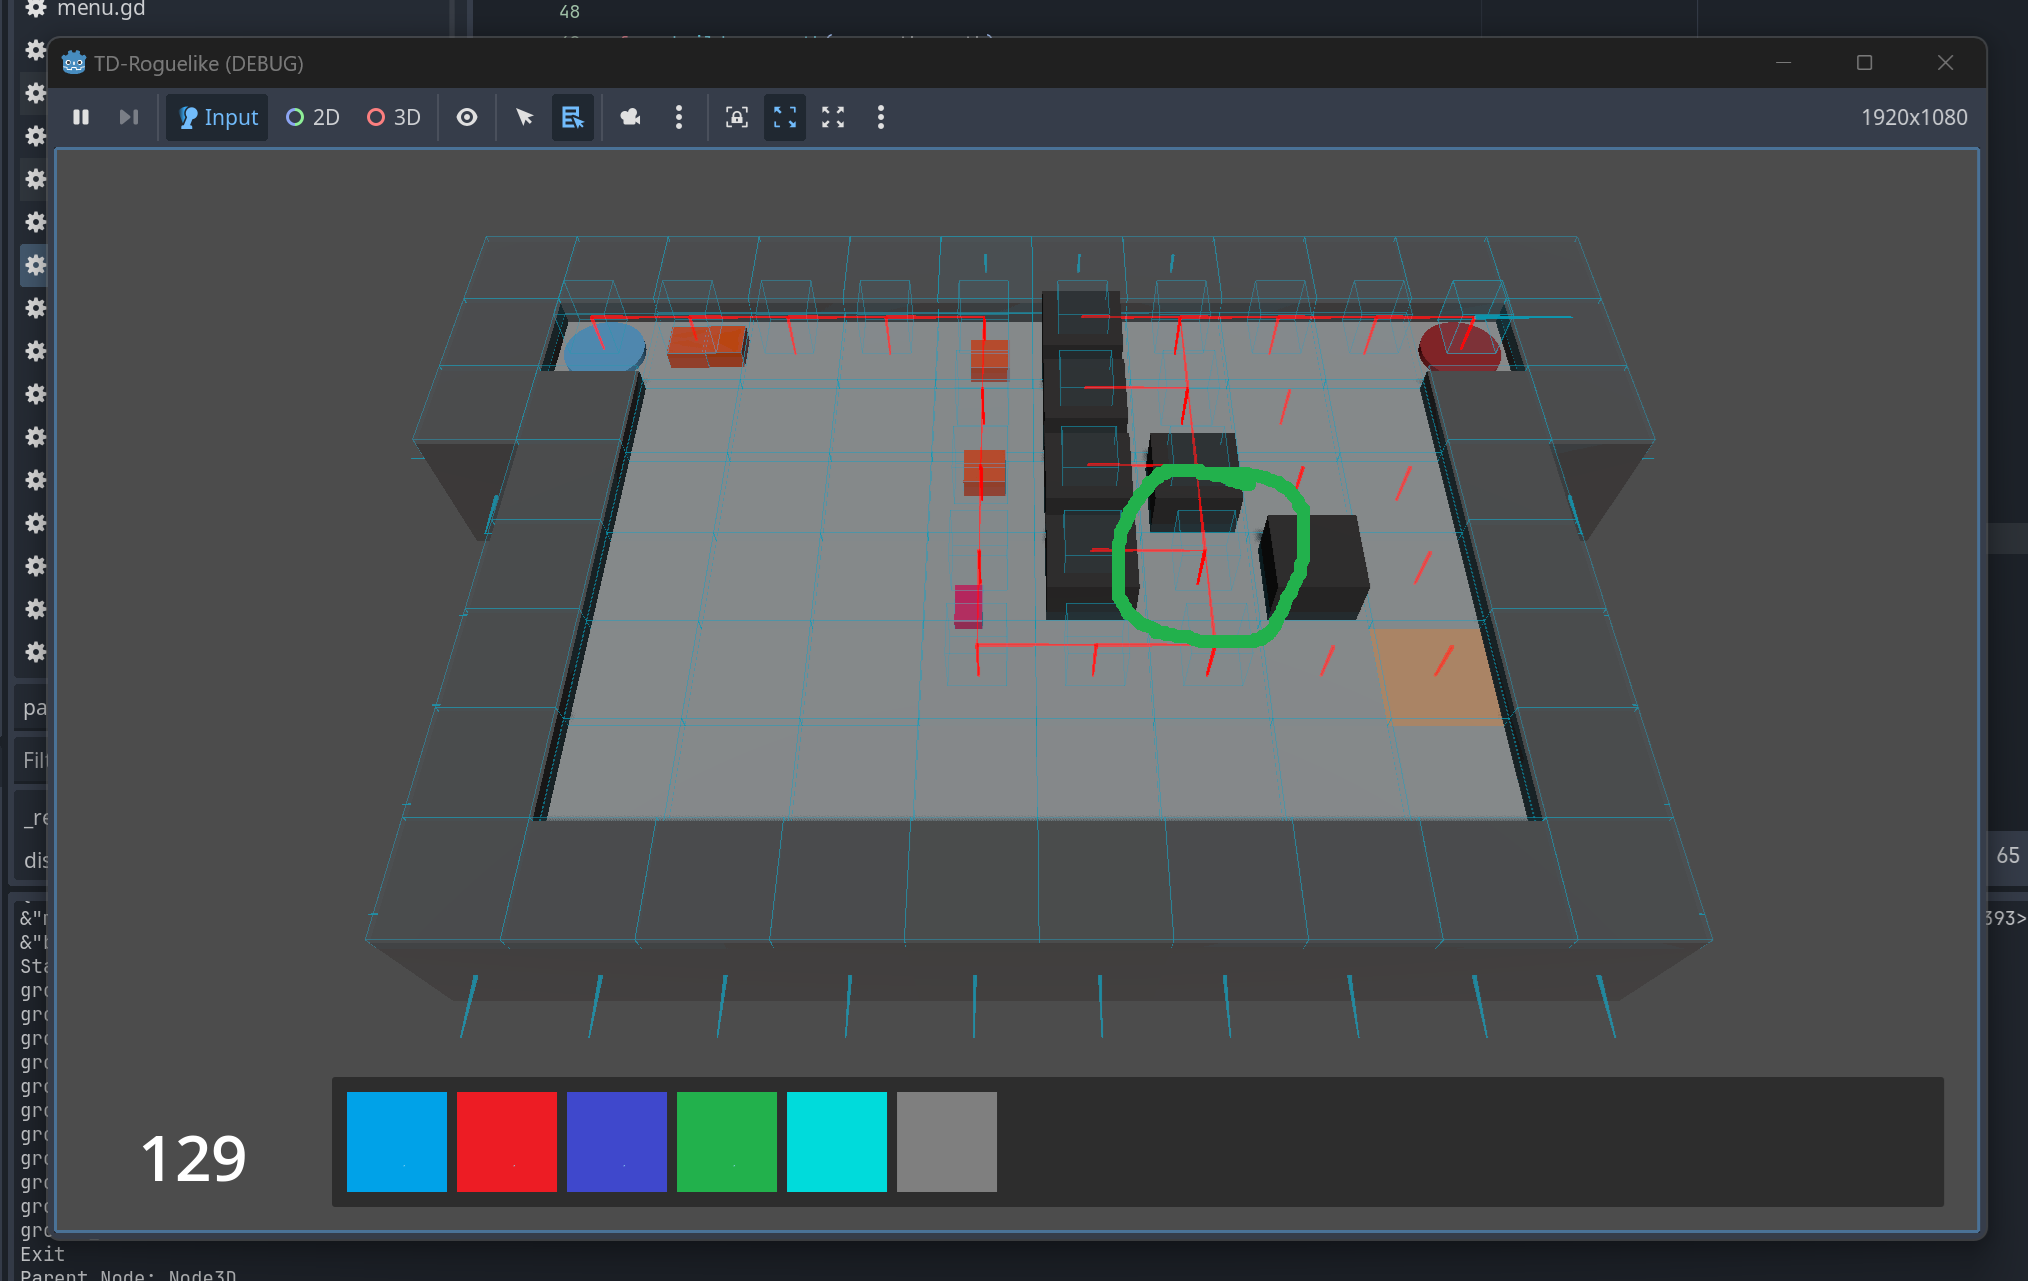 menu.gd
48
TD-Roguelike (DEBUG)
Input 2D 3D 1920x1080
pa
Filt
_re
dis
65
&"r
393>
&"b
Sta
gro
gro
gro
gro
gro
gro
gro
gro
gro
gro
gro
Exit
Parent Node: Node3D
129